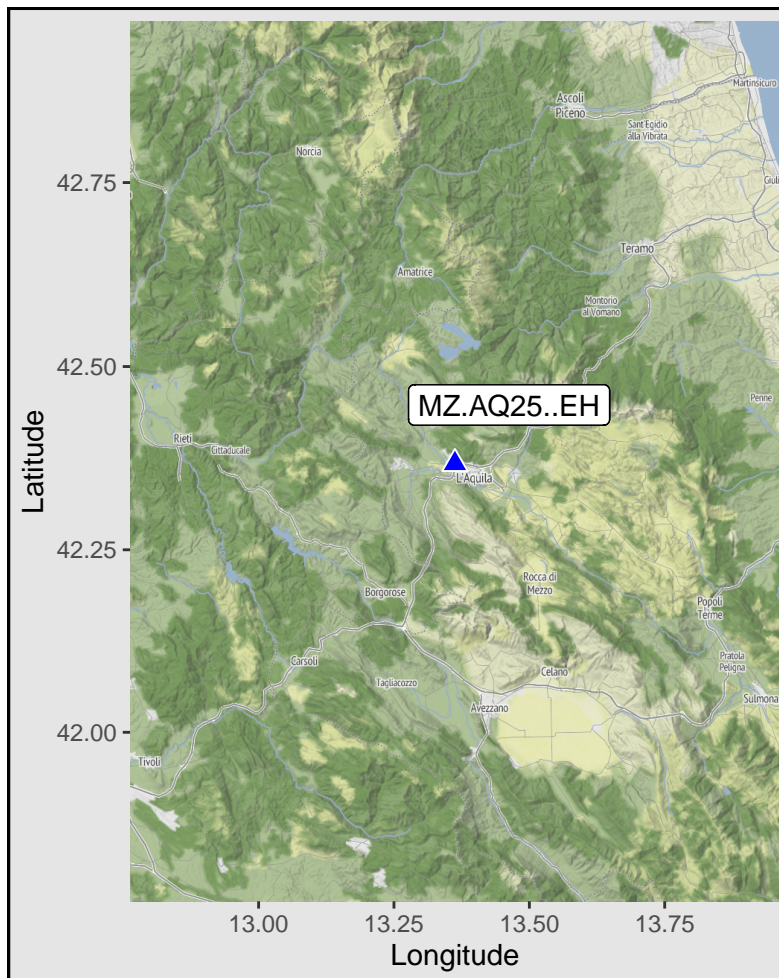 Martinsicuro
Ascoli
Piceno
Sant'Egidio
alla Vibrata
Norcia
42.75
Giuli
Teramo
Amatrice
Montorio
al Vomano
42.50
Penne
MZ.AQ25..EH
Rieti
Cittaducale
L'Aquila
Latitude
42.25
Rocca di
Mezzo
Borgorose
Popoli
Terme
Carsoli
Pratola
Peligna
Celano
Tagliacozzo
Sulmona
Avezzano
42.00
Tivoli
13.00
13.25
13.50
13.75
Longitude